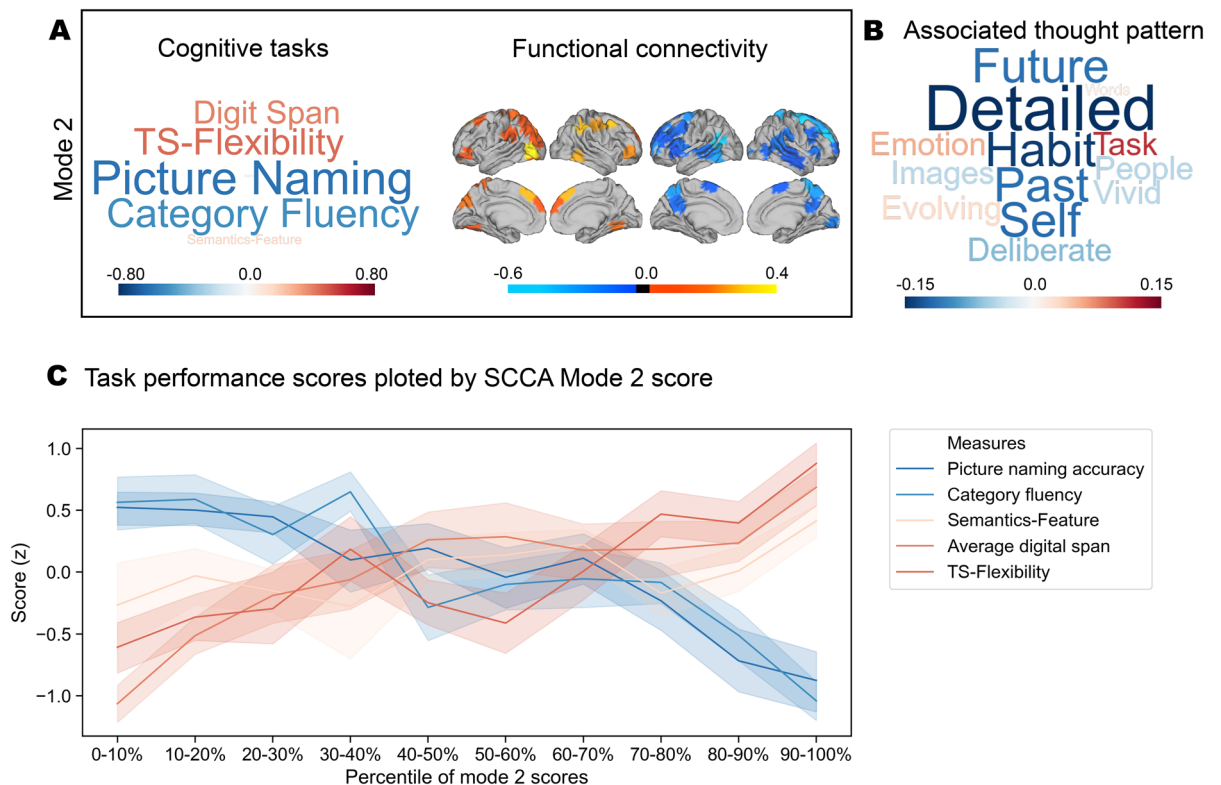 A
Cognitive tasks
Functional connectivity
Mode 2
Digit Span
TS-Flexibility
Picture Naming
Category Fluency
Semantics-Feature
-0.80 0.0 0.80
-0.6 0.0 0.4
B Associated thought pattern
Future
Words
Detailed
Emotion Habit Task
Images Past People
Vivid
Evolving Self
Deliberate
-0.15 0.0 0.15
C Task performance scores ploted by SCCA Mode 2 score
Score (z)
1.0
0.5
0.0
−0.5
−1.0
0-10% 10-20% 20-30% 30-40% 40-50% 50-60% 60-70% 70-80% 80-90% 90-100%
Percentile of mode 2 scores
Measures
Picture naming accuracy
Category fluency
Semantics-Feature
Average digital span
TS-Flexibility